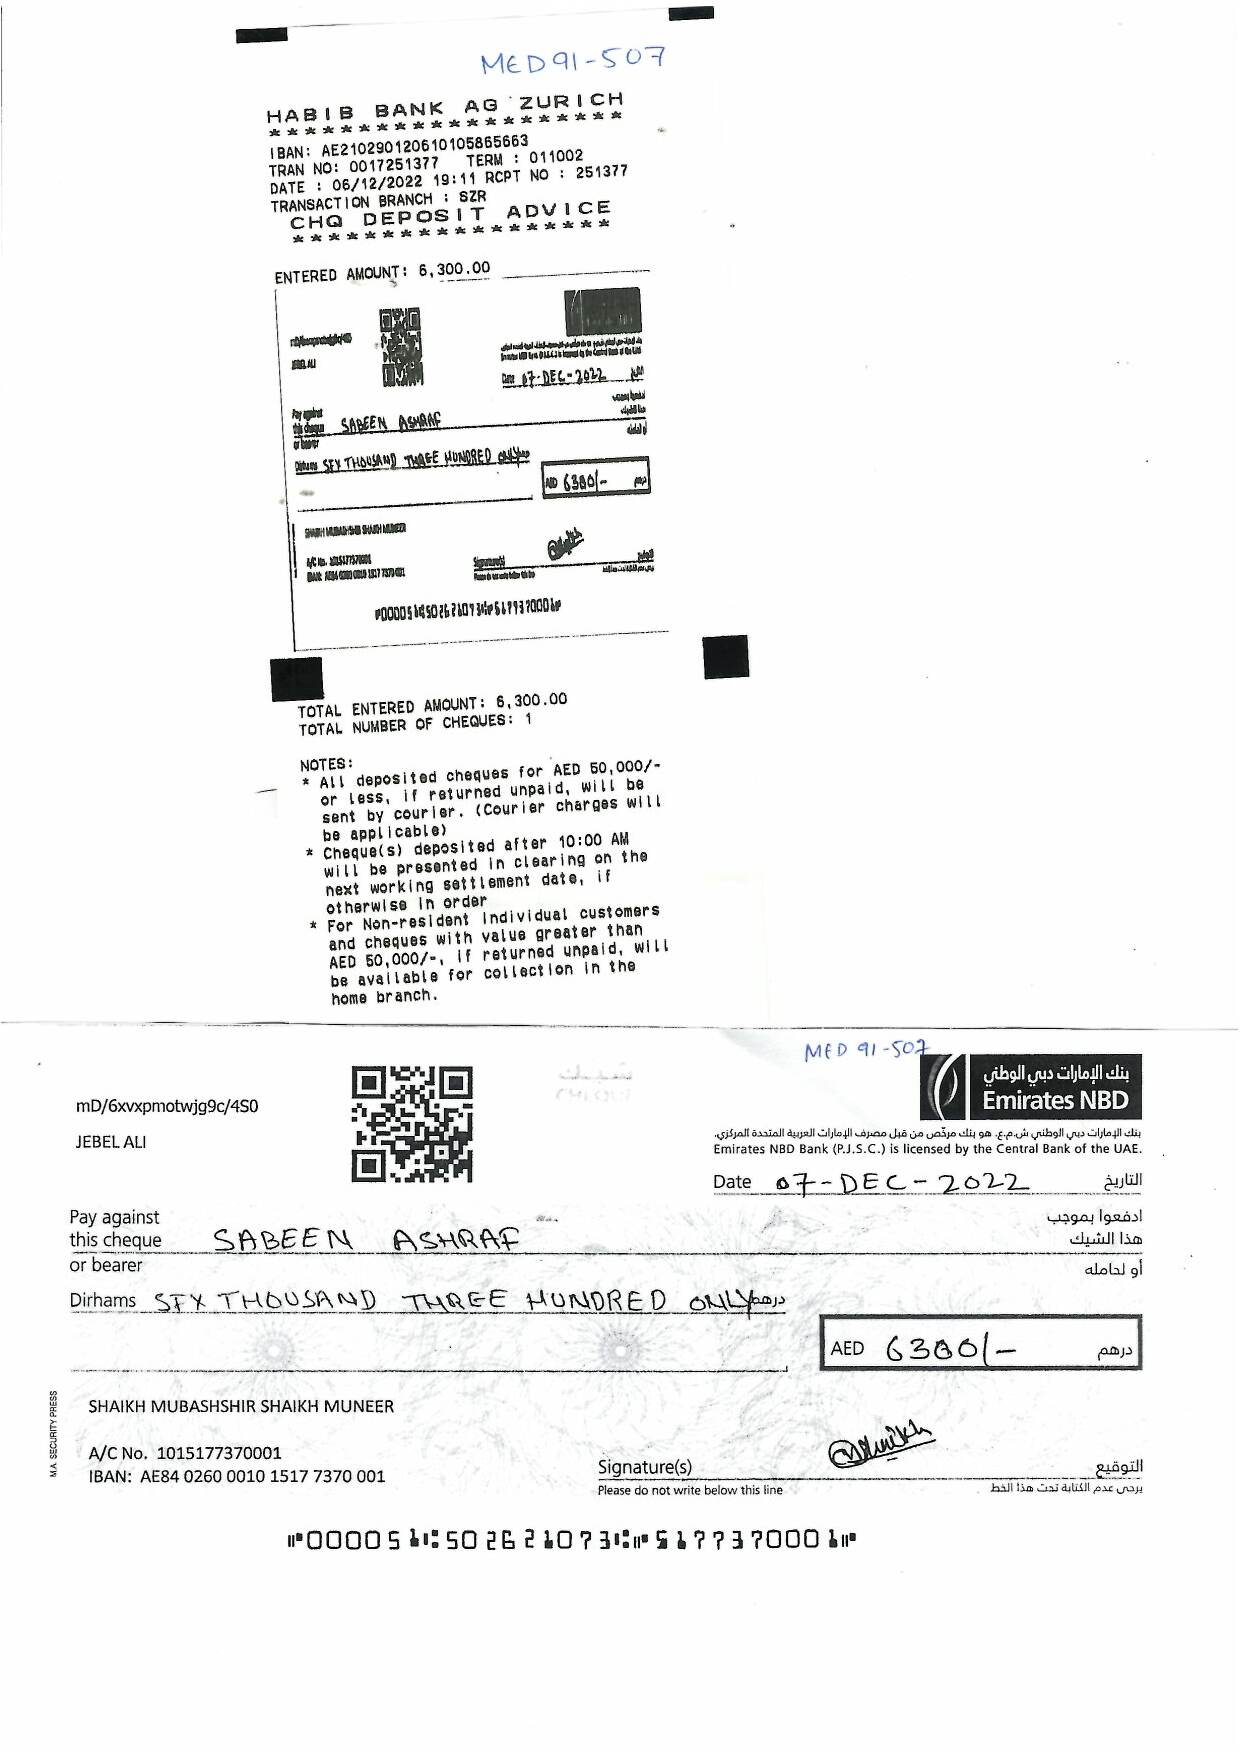 MED91-507
HABIB BANK AG ZURICH
********************
IBAN: AE210290120610105865663
TRAN NO: 0017251377 TERM : 011002
DATE : 06/12/2022 19:11 RCPT NO : 251377
TRANSACTION BRANCH : SZR
CHQ DEPOSIT ADVICE
******************
ENTERED AMOUNT: 6,300.00
JEBEL ALI
Date 07-DEC-2022
Pay against
this cheque SABEEN ASHRAF
or bearer
Dirhams SIX THOUSAND THREE HUNDRED ONLY
AED 6300/-
SHAIKH MUBASHSHIR SHAIKH MUNEER
A/C No. 1015177370001
IBAN: AE84 0260 0010 1517 7370 001
Signature(s)
Please do not write below this line
⑈000051⑆502621073⑆⑈5177370001⑈
TOTAL ENTERED AMOUNT: 6,300.00
TOTAL NUMBER OF CHEQUES: 1
NOTES:
* All deposited cheques for AED 50,000/-
or less, if returned unpaid, will be
sent by courier. (Courier charges will
be applicable)
* Cheque(s) deposited after 10:00 AM
will be presented in clearing on the
next working settlement date, if
otherwise in order
* For Non-resident individual customers
and cheques with value greater than
AED 50,000/-, if returned unpaid, will
be available for collection in the
home branch.
MED 91-507
بنك الإمارات دبي الوطني
Emirates NBD
mD/6xvxpmotwjg9c/4S0
JEBEL ALI
بنك الإمارات دبي الوطني ش.م.ع. هو بنك مرخّص من قبل مصرف الإمارات العربية المتحدة المركزي.
Emirates NBD Bank (P.J.S.C.) is licensed by the Central Bank of the UAE.
Date 07-DEC-2022 التاريخ
Pay against ادفعوا بموجب
this cheque SABEEN ASHRAF هذا الشيك
or bearer أو لحامله
Dirhams SIX THOUSAND THREE HUNDRED ONLY درهم
AED 6300/- درهم
M.A. SECURITY PRESS
SHAIKH MUBASHSHIR SHAIKH MUNEER
A/C No. 1015177370001
IBAN: AE84 0260 0010 1517 7370 001
Signature(s) التوقيع
Please do not write below this line يرجى عدم الكتابة تحت هذا الخط
⑈000051⑆502621073⑆⑈5177370001⑈